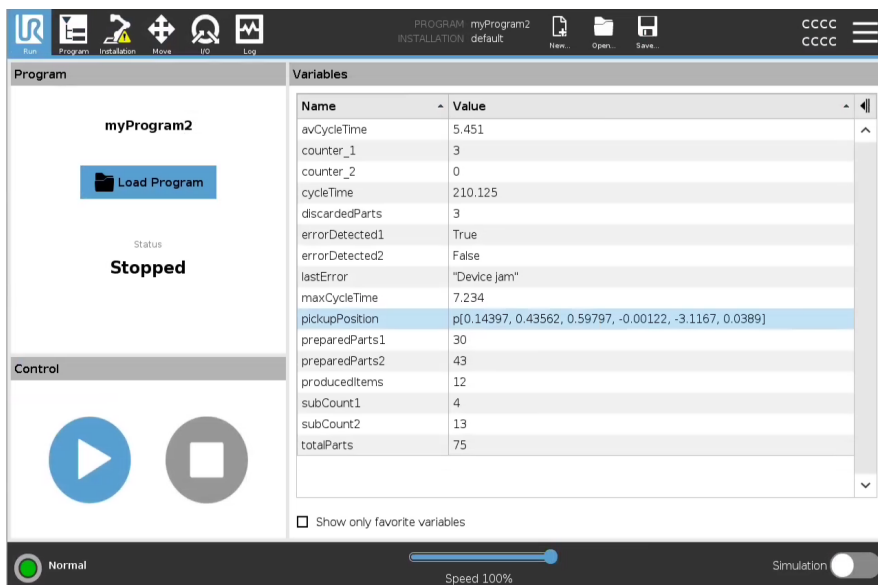 UR
Run
Program
Installation
Move
I/O
Log
PROGRAM myProgram2
INSTALLATION default
New...
Open...
Save...
CCCC
CCCC
Program
myProgram2
Load Program
Status
Stopped
Control
Variables
Name Value
avCycleTime 5.451
counter_1 3
counter_2 0
cycleTime 210.125
discardedParts 3
errorDetected1 True
errorDetected2 False
lastError "Device jam"
maxCycleTime 7.234
pickupPosition p[0.14397, 0.43562, 0.59797, -0.00122, -3.1167, 0.0389]
preparedParts1 30
preparedParts2 43
producedItems 12
subCount1 4
subCount2 13
totalParts 75
Show only favorite variables
Normal
Speed 100%
Simulation